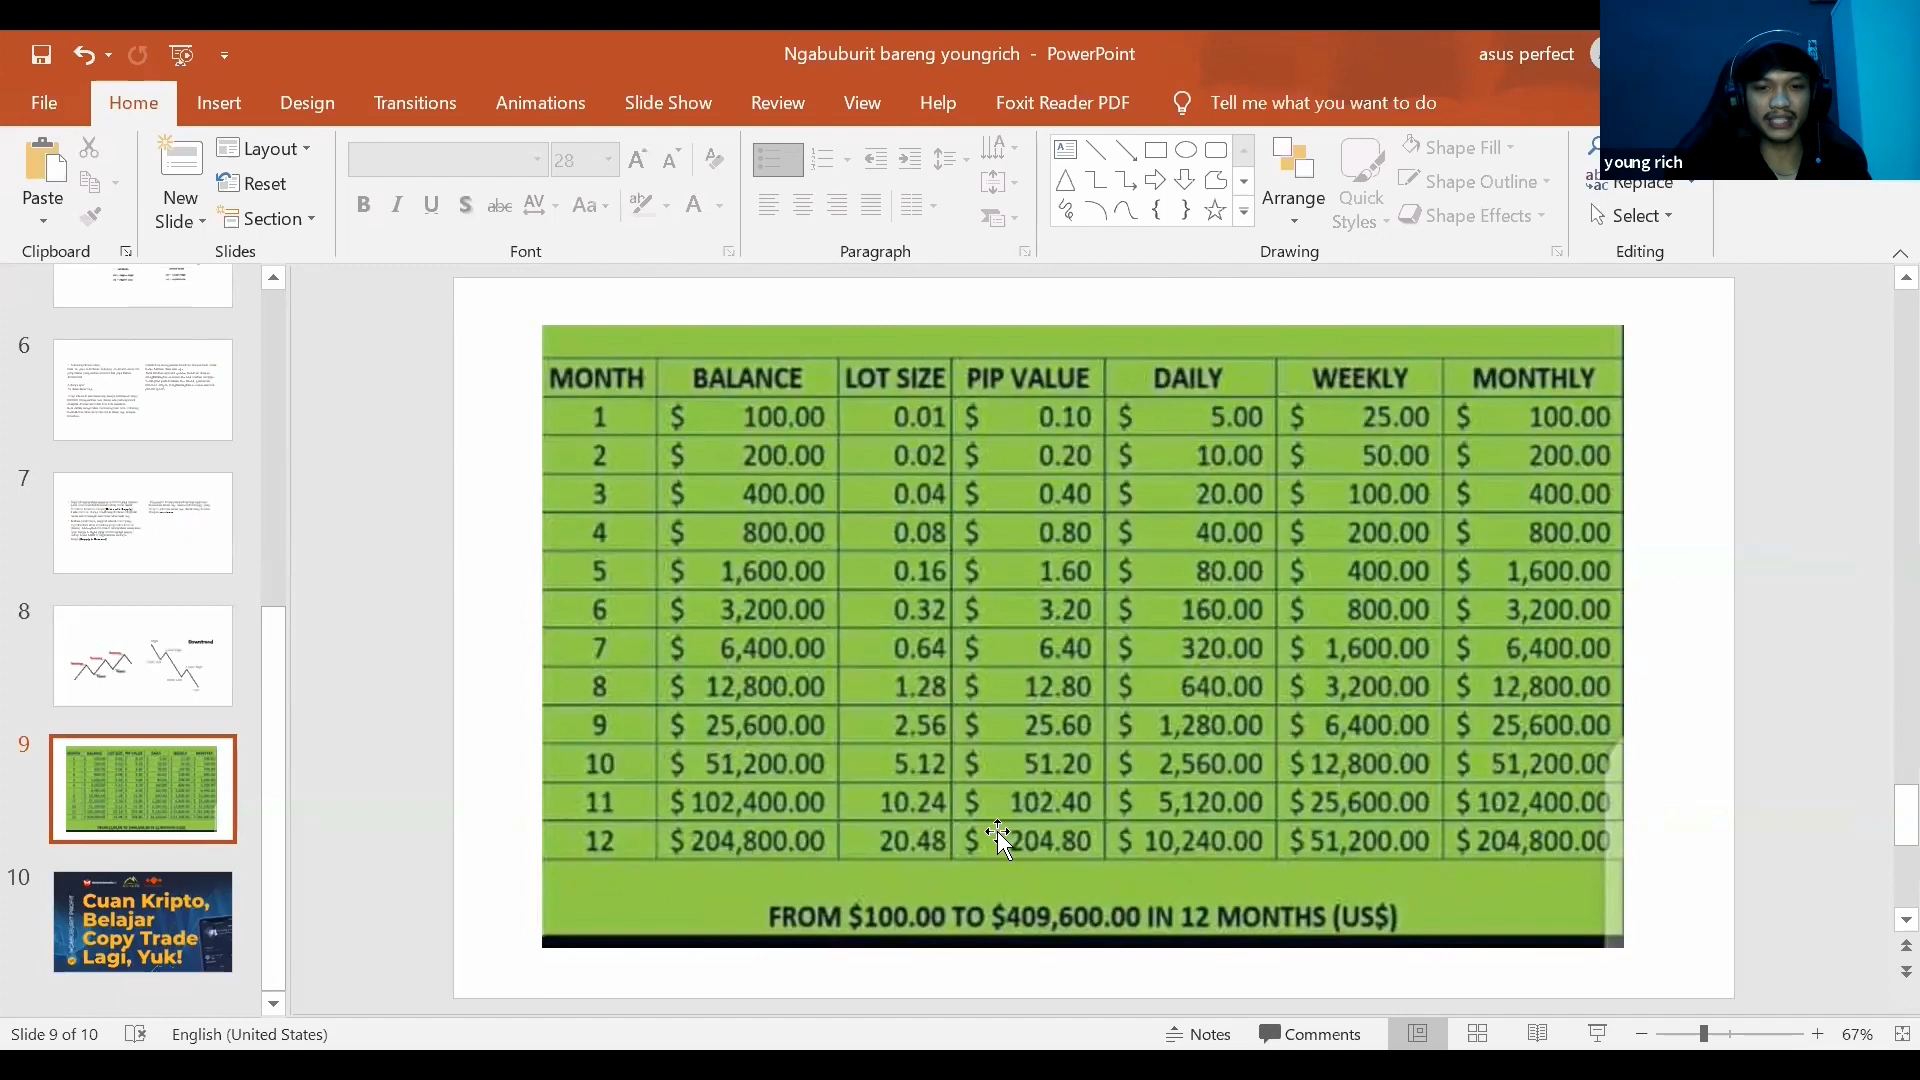 Ngabuburit bareng youngrich - PowerPoint
asus perfect
File Home Insert Design Transitions Animations Slide Show Review View Help Foxit Reader PDF Tell me what you want to do
young rich
Paste
Clipboard
New Slide
Layout
Reset
Section
Slides
28
B I U S abc AV Aa A
Font
Paragraph
Arrange
Quick Styles
Shape Fill
Shape Outline
Shape Effects
Drawing
Replace
Select
Editing
6
7
8
Downtrend
9
10
Cuan Kripto,
Belajar
Copy Trade
Lagi, Yuk!
MONTH BALANCE LOT SIZE PIP VALUE DAILY WEEKLY MONTHLY
1 $ 100.00 0.01 $ 0.10 $ 5.00 $ 25.00 $ 100.00
2 $ 200.00 0.02 $ 0.20 $ 10.00 $ 50.00 $ 200.00
3 $ 400.00 0.04 $ 0.40 $ 20.00 $ 100.00 $ 400.00
4 $ 800.00 0.08 $ 0.80 $ 40.00 $ 200.00 $ 800.00
5 $ 1,600.00 0.16 $ 1.60 $ 80.00 $ 400.00 $ 1,600.00
6 $ 3,200.00 0.32 $ 3.20 $ 160.00 $ 800.00 $ 3,200.00
7 $ 6,400.00 0.64 $ 6.40 $ 320.00 $ 1,600.00 $ 6,400.00
8 $ 12,800.00 1.28 $ 12.80 $ 640.00 $ 3,200.00 $ 12,800.00
9 $ 25,600.00 2.56 $ 25.60 $ 1,280.00 $ 6,400.00 $ 25,600.00
10 $ 51,200.00 5.12 $ 51.20 $ 2,560.00 $ 12,800.00 $ 51,200.00
11 $ 102,400.00 10.24 $ 102.40 $ 5,120.00 $ 25,600.00 $ 102,400.00
12 $ 204,800.00 20.48 $ 204.80 $ 10,240.00 $ 51,200.00 $ 204,800.00
FROM $100.00 TO $409,600.00 IN 12 MONTHS (US$)
Slide 9 of 10 English (United States) Notes Comments 67%